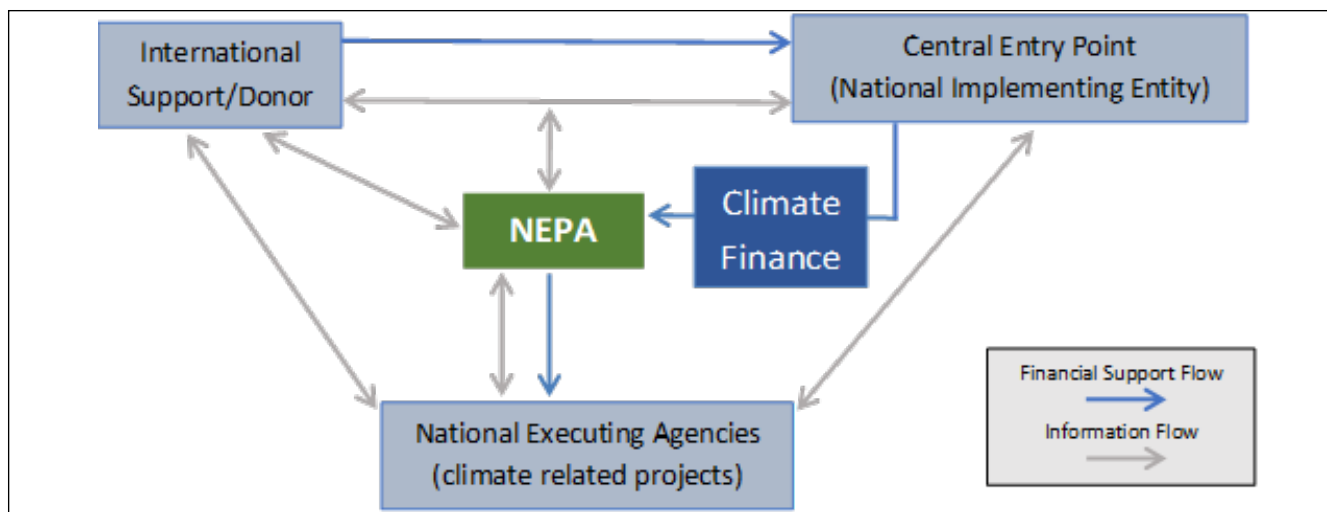 International
Support/Donor
Central Entry Point
(National Implementing Entity)
NEPA
Climate
Finance
National Executing Agencies
(climate related projects)
Financial Support Flow
Information Flow